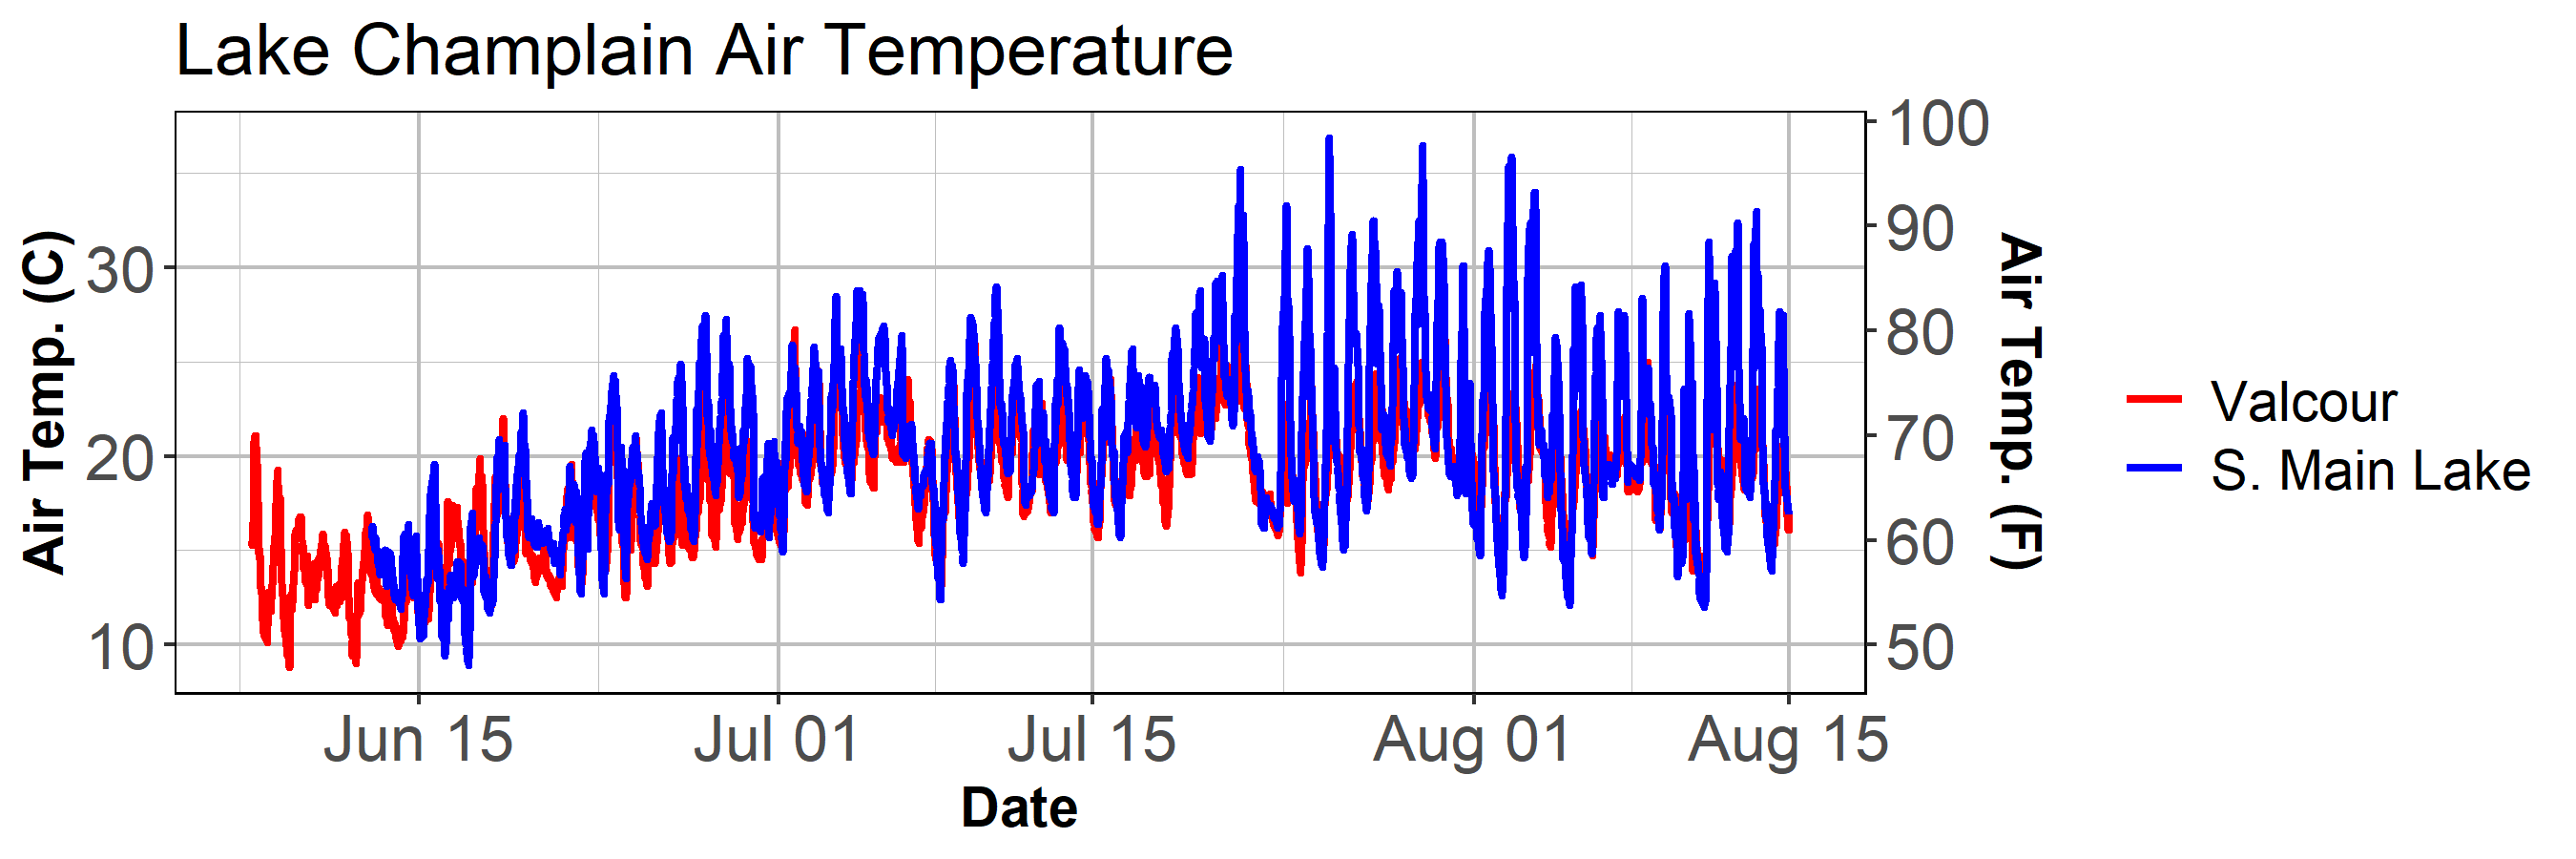 Lake Champlain Air Temperature
Air Temp. (C)
30
20
10
100
90
80
70
60
50
Air Temp. (F)
Jun 15
Jul 01
Jul 15
Aug 01
Aug 15
Date
Valcour
S. Main Lake